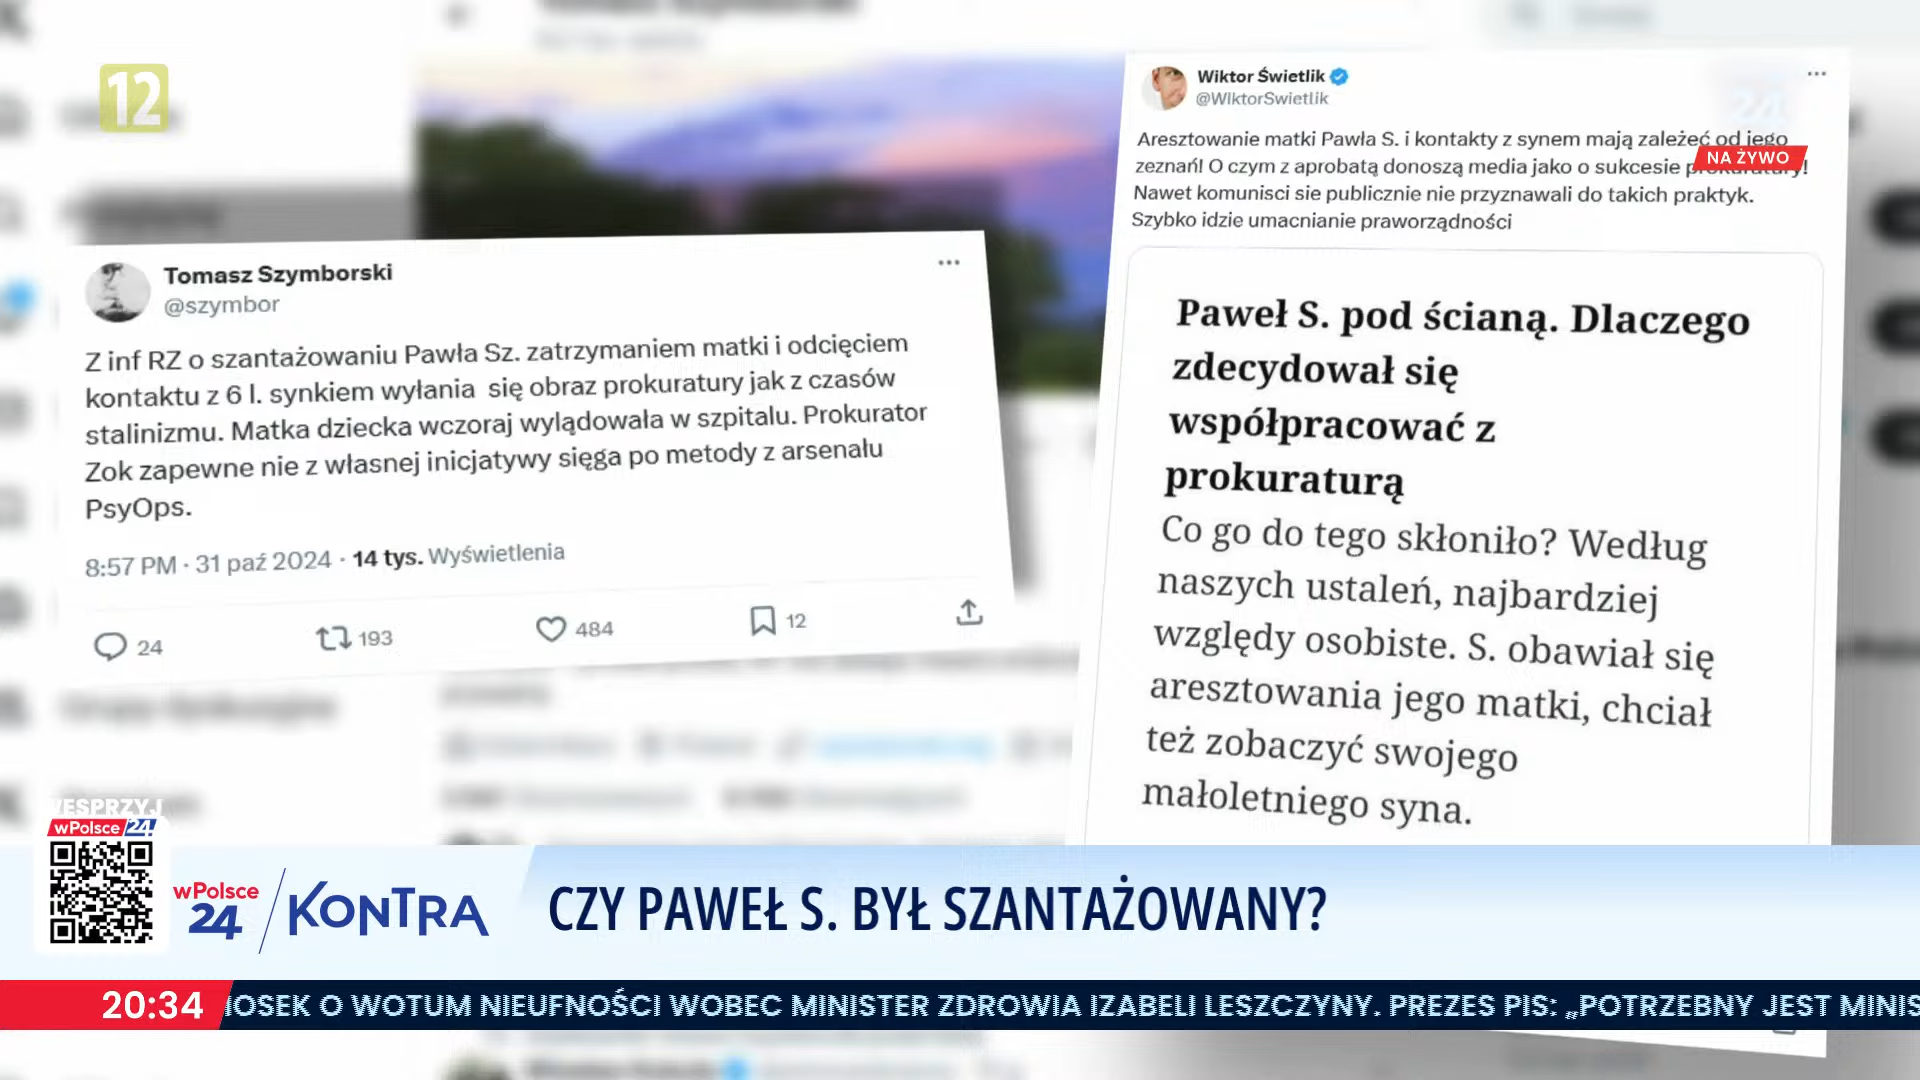 12
Tomasz Szymborski
@szymbor
Z inf RZ o szantażowaniu Pawła Sz. zatrzymaniem matki i odcięciem
kontaktu z 6 l. synkiem wyłania się obraz prokuratury jak z czasów
stalinizmu. Matka dziecka wczoraj wylądowała w szpitalu. Prokurator
Zok zapewne nie z własnej inicjatywy sięga po metody z arsenału
PsyOps.
8:57 PM · 31 paź 2024 · 14 tys. Wyświetlenia
24 193 484 12
Wiktor Świetlik
@WiktorSwietlik
24
Aresztowanie matki Pawła S. i kontakty z synem mają zależeć od jego
NA ŻYWO
zeznań! O czym z aprobatą donoszą media jako o sukcesie prokuratury!
Nawet komunisci sie publicznie nie przyznawali do takich praktyk.
Szybko idzie umacnianie praworządności
Paweł S. pod ścianą. Dlaczego
zdecydował się
współpracować z
prokuraturą
Co go do tego skłoniło? Według
naszych ustaleń, najbardziej
względy osobiste. S. obawiał się
aresztowania jego matki, chciał
też zobaczyć swojego
małoletniego syna.
WESPRZYJ
wPolsce 24
wPolsce
24
KONTRA
CZY PAWEŁ S. BYŁ SZANTAŻOWANY?
20:34
IOSEK O WOTUM NIEUFNOŚCI WOBEC MINISTER ZDROWIA IZABELI LESZCZYNY. PREZES PIS: „POTRZEBNY JEST MINIS